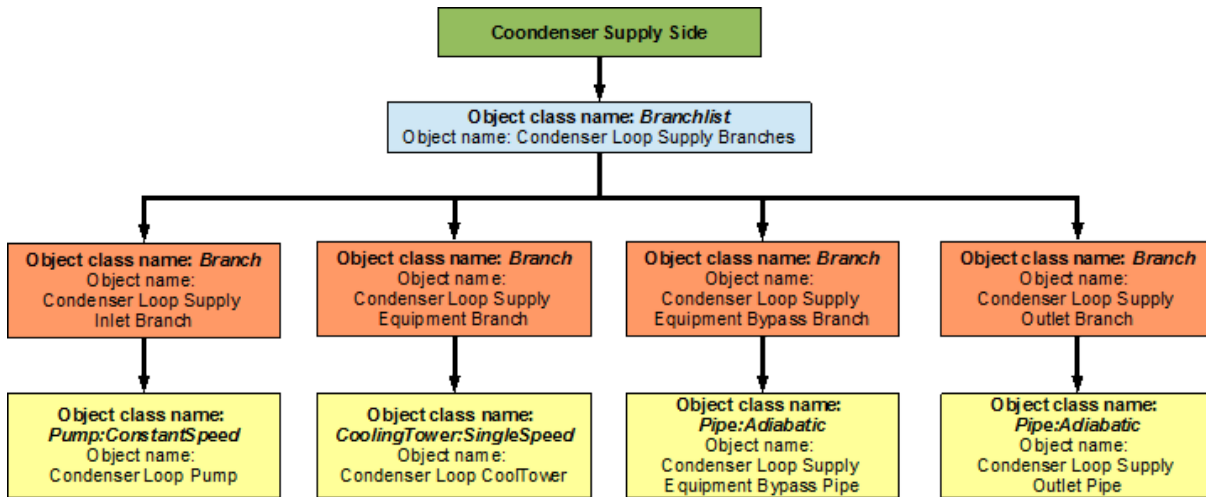 Coondenser Supply Side
Object class name: Branchlist
Object name: Condenser Loop Supply Branches
Object class name: Branch
Object name:
Condenser Loop Supply
Inlet Branch
Object class name: Branch
Object name:
Condenser Loop Supply
Equipment Branch
Object class name: Branch
Object name:
Condenser Loop Supply
Equipment Bypass Branch
Object class name: Branch
Object name:
Condenser Loop Supply
Outlet Branch
Object class name:
Pump:ConstantSpeed
Object name:
Condenser Loop Pump
Object class name:
CoolingTower:SingleSpeed
Object name:
Condenser Loop CoolTower
Object class name:
Pipe:Adiabatic
Object name:
Condenser Loop Supply
Equipment Bypass Pipe
Object class name:
Pipe:Adiabatic
Object name:
Condenser Loop Supply
Outlet Pipe